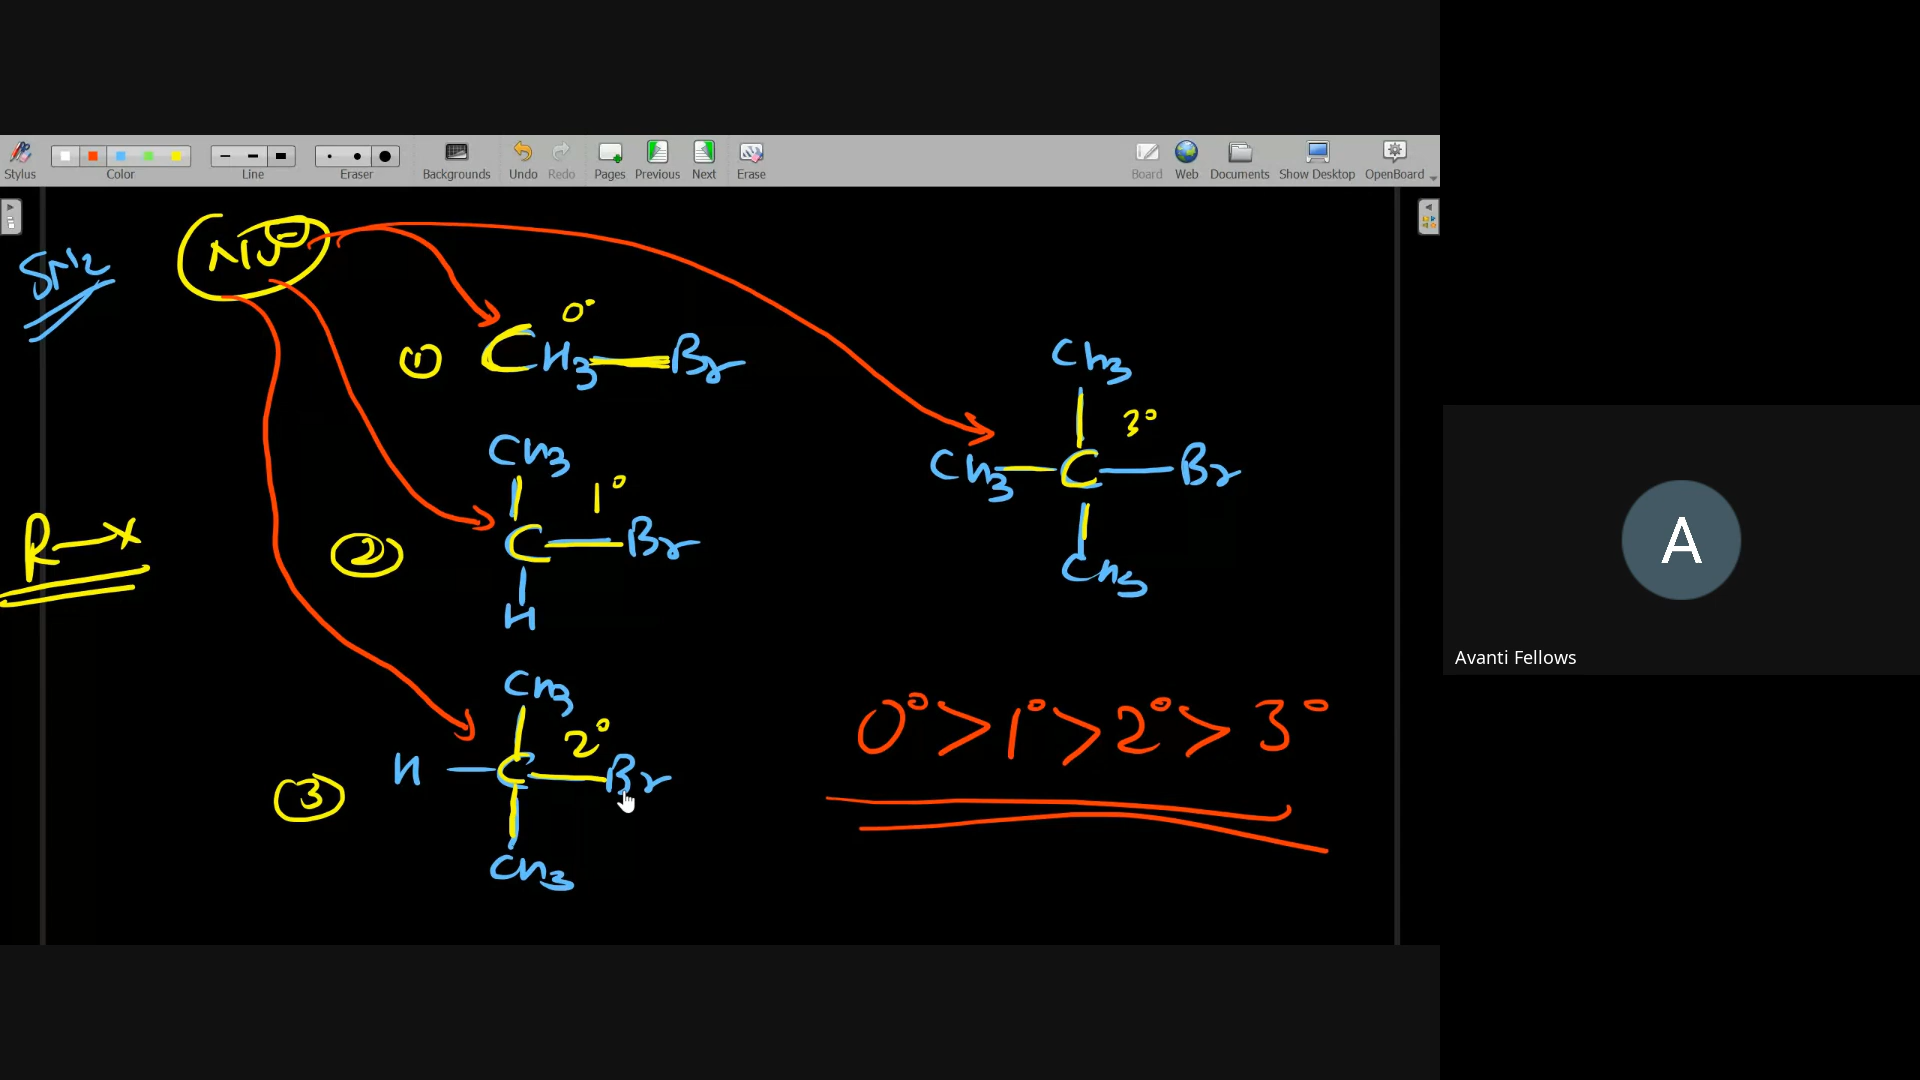 Stylus
Color
Line
Eraser
Backgrounds
Undo
Redo
Pages
Previous
Next
Erase
Board
Web
Documents
Show Desktop
OpenBoard
SN2
Nu⁻
0°
① CH3—Br
CH3
1°
② C—Br
H
CH3
2°
③ H—C—Br
CH3
CH3
3°
CH3—C—Br
CH3
R—X
0° > 1° > 2° > 3°
A
Avanti Fellows